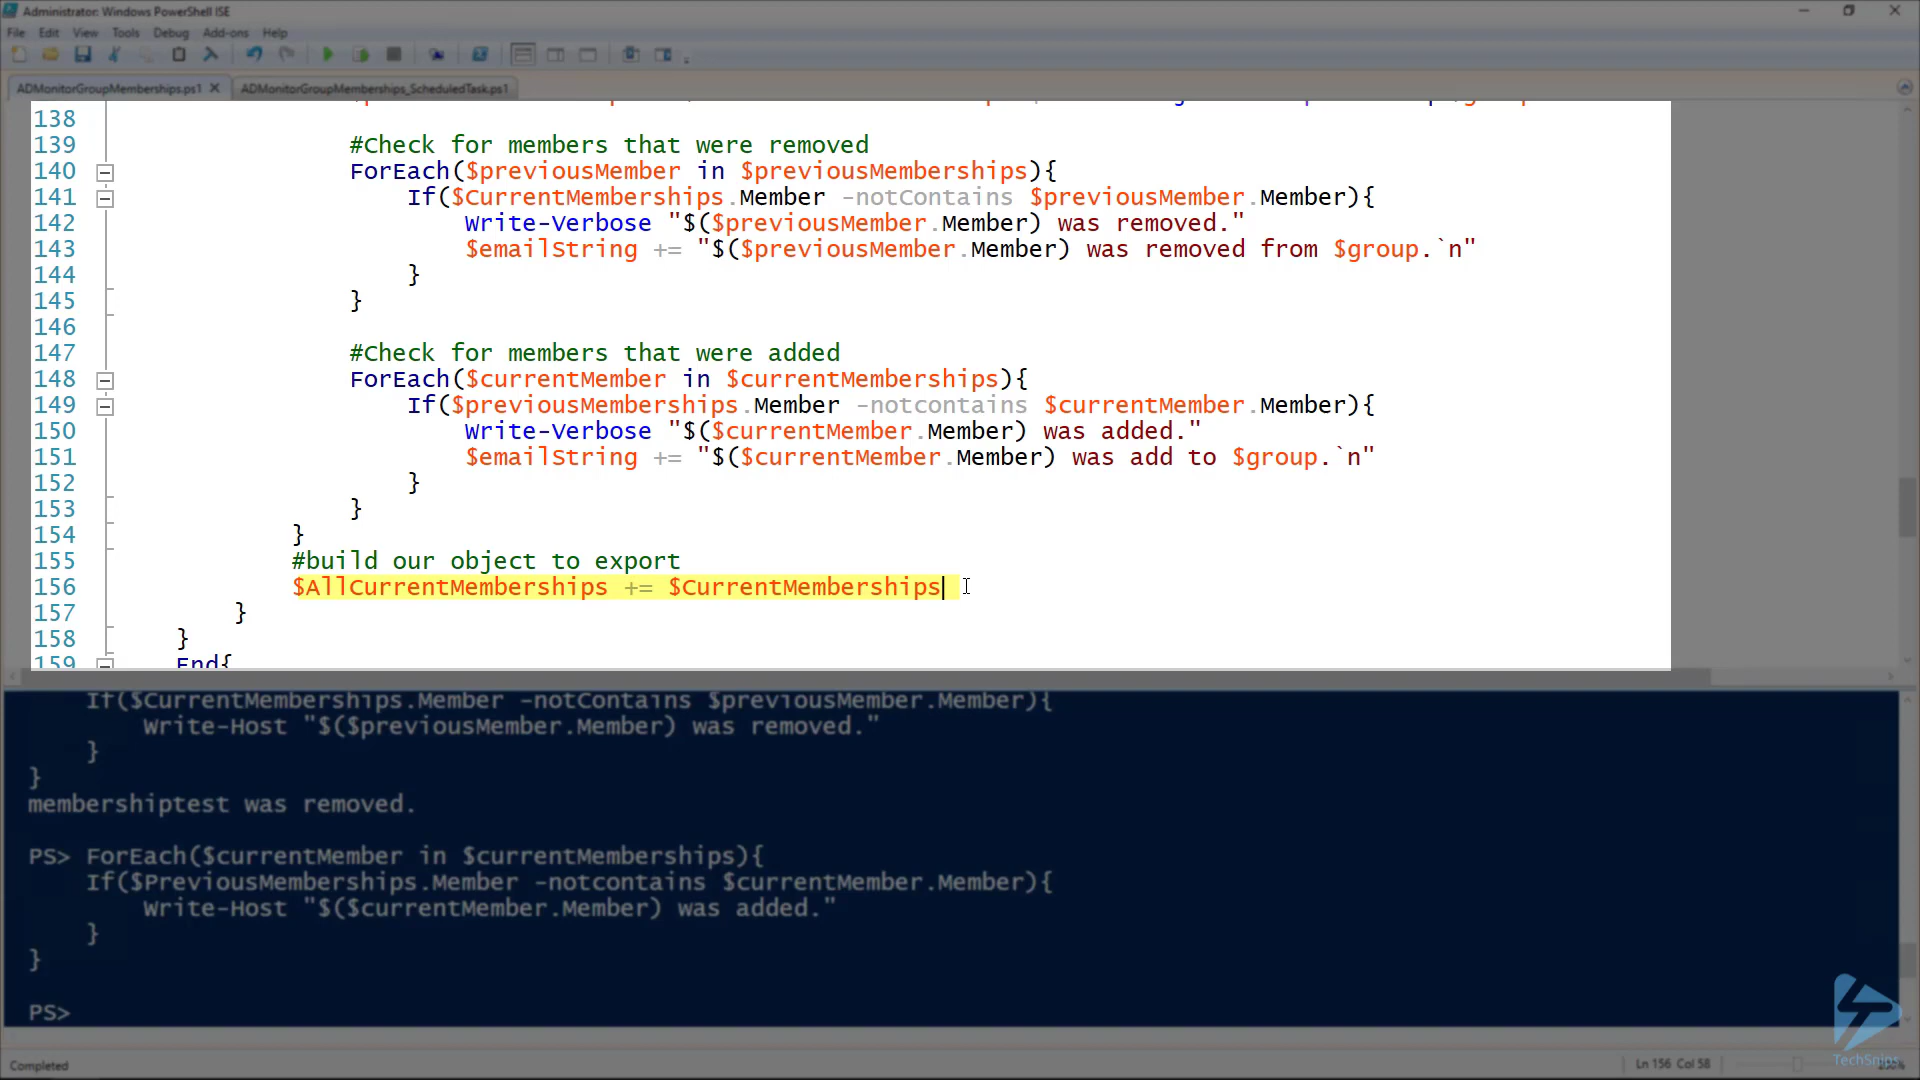 Administrator: Windows PowerShell ISE
File Edit View Tools Debug Add-ons Help
ADMonitorGroupMemberships.ps1 ADMonitorGroupMemberships_ScheduledTask.ps1
138
139 #Check for members that were removed
140 ForEach($previousMember in $previousMemberships){
141 If($CurrentMemberships.Member -notContains $previousMember.Member){
142 Write-Verbose "$($previousMember.Member) was removed."
143 $emailString += "$($previousMember.Member) was removed from $group.`n"
144 }
145 }
146
147 #Check for members that were added
148 ForEach($currentMember in $currentMemberships){
149 If($previousMemberships.Member -notcontains $currentMember.Member){
150 Write-Verbose "$($currentMember.Member) was added."
151 $emailString += "$($currentMember.Member) was add to $group.`n"
152 }
153 }
154 }
155 #build our object to export
156 $AllCurrentMemberships += $CurrentMemberships
157 }
158 }
159 End{
If($CurrentMemberships.Member -notContains $previousMember.Member){
Write-Host "$($previousMember.Member) was removed."
}
}
membershiptest was removed.
PS> ForEach($currentMember in $currentMemberships){
If($PreviousMemberships.Member -notcontains $currentMember.Member){
Write-Host "$($currentMember.Member) was added."
}
}
PS>
Completed Ln 156 Col 58
TechSnips